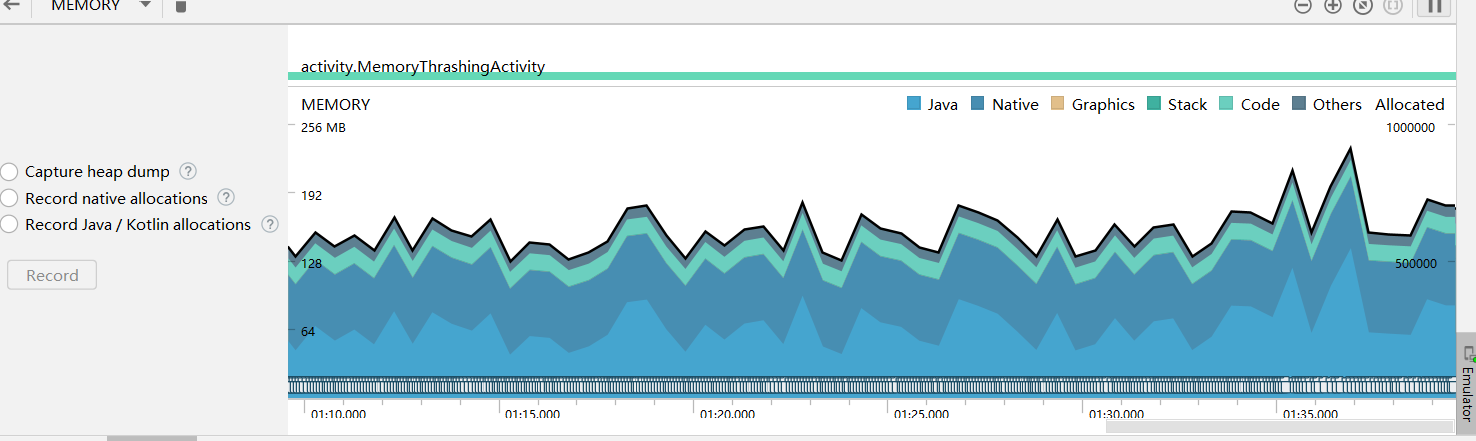 MEMORY
activity.MemoryThrashingActivity
MEMORY
Java Native Graphics Stack Code Others Allocated
256 MB
1000000
Capture heap dump ?
192
Record native allocations ?
Record Java / Kotlin allocations ?
128
500000
Record
64
Emulator
01:10.000 01:15.000 01:20.000 01:25.000 01:30.000 01:35.000